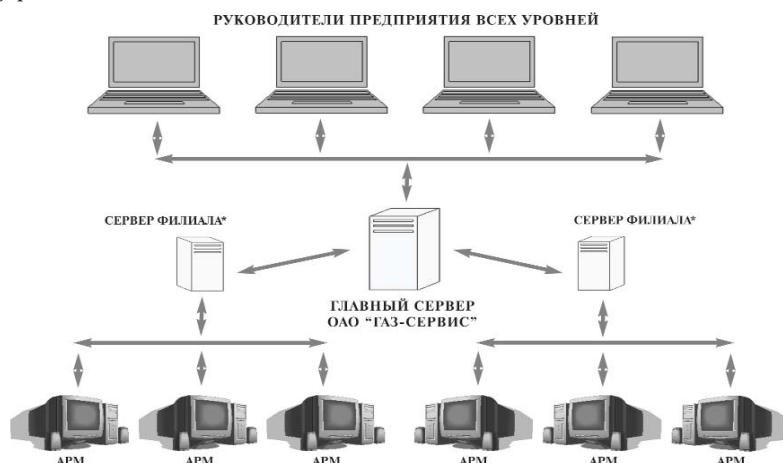 РУКОВОДИТЕЛИ ПРЕДПРИЯТИЯ ВСЕХ УРОВНЕЙ
СЕРВЕР ФИЛИАЛА*
СЕРВЕР ФИЛИАЛА*
ГЛАВНЫЙ СЕРВЕР
ОАО “ГАЗ-СЕРВИС”
АРМ
АРМ
АРМ
АРМ
АРМ
АРМ